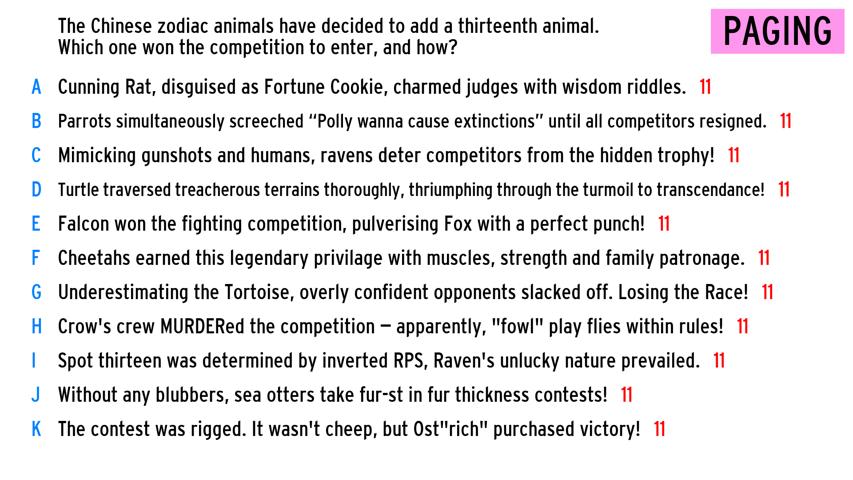 The Chinese zodiac animals have decided to add a thirteenth animal.
Which one won the competition to enter, and how?
PAGING
A Cunning Rat, disguised as Fortune Cookie, charmed judges with wisdom riddles. 11
B Parrots simultaneously screeched “Polly wanna cause extinctions” until all competitors resigned. 11
C Mimicking gunshots and humans, ravens deter competitors from the hidden trophy! 11
D Turtle traversed treacherous terrains thoroughly, thriumphing through the turmoil to transcendance! 11
E Falcon won the fighting competition, pulverising Fox with a perfect punch! 11
F Cheetahs earned this legendary privilage with muscles, strength and family patronage. 11
G Underestimating the Tortoise, overly confident opponents slacked off. Losing the Race! 11
H Crow's crew MURDERed the competition – apparently, "fowl" play flies within rules! 11
I Spot thirteen was determined by inverted RPS, Raven's unlucky nature prevailed. 11
J Without any blubbers, sea otters take fur-st in fur thickness contests! 11
K The contest was rigged. It wasn't cheep, but Ost"rich" purchased victory! 11